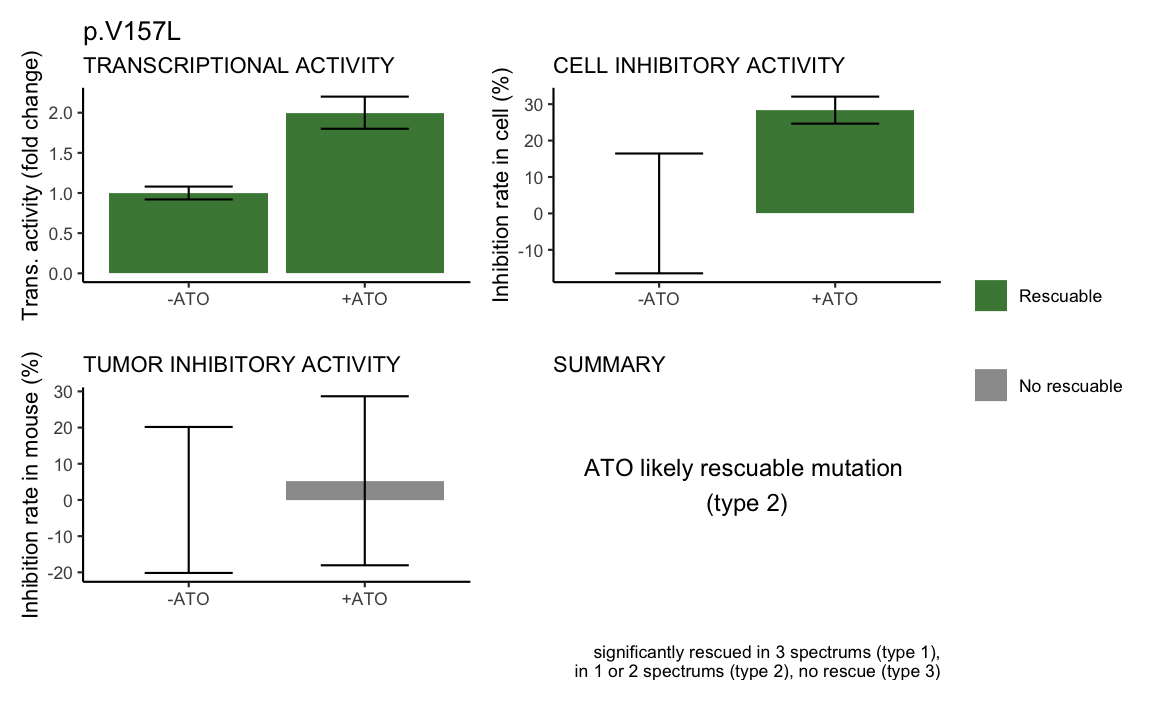 p.V157L
TRANSCRIPTIONAL ACTIVITY
Trans. activity (fold change)
2.0
1.5
1.0
0.5
0.0
-ATO
+ATO
CELL INHIBITORY ACTIVITY
Inhibition rate in cell (%)
30
20
10
0
-10
-ATO
+ATO
Rescuable
No rescuable
TUMOR INHIBITORY ACTIVITY
Inhibition rate in mouse (%)
30
20
10
0
-10
-20
-ATO
+ATO
SUMMARY
ATO likely rescuable mutation
(type 2)
significantly rescued in 3 spectrums (type 1),
in 1 or 2 spectrums (type 2), no rescue (type 3)